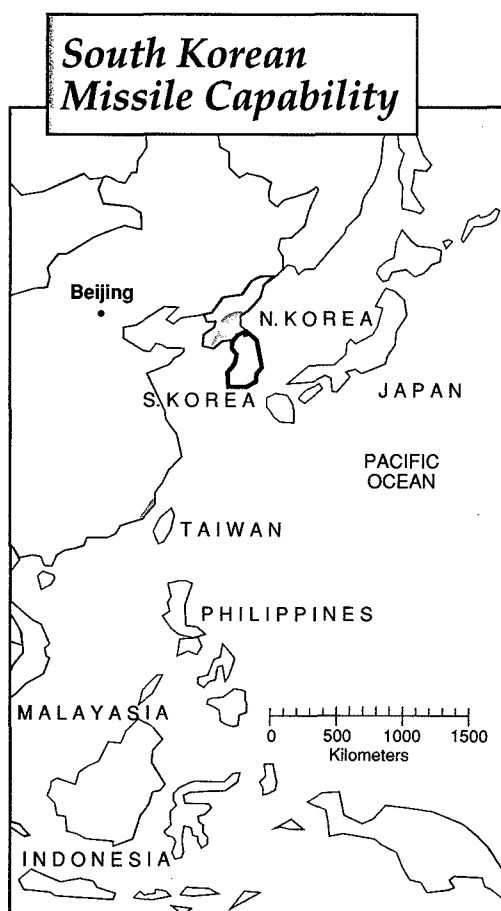 South Korean
Missile Capability
Beijing
N. KOREA
S. KOREA
JAPAN
PACIFIC
OCEAN
TAIWAN
PHILIPPINES
MALAYASIA
0 500 1000 1500
Kilometers
INDONESIA